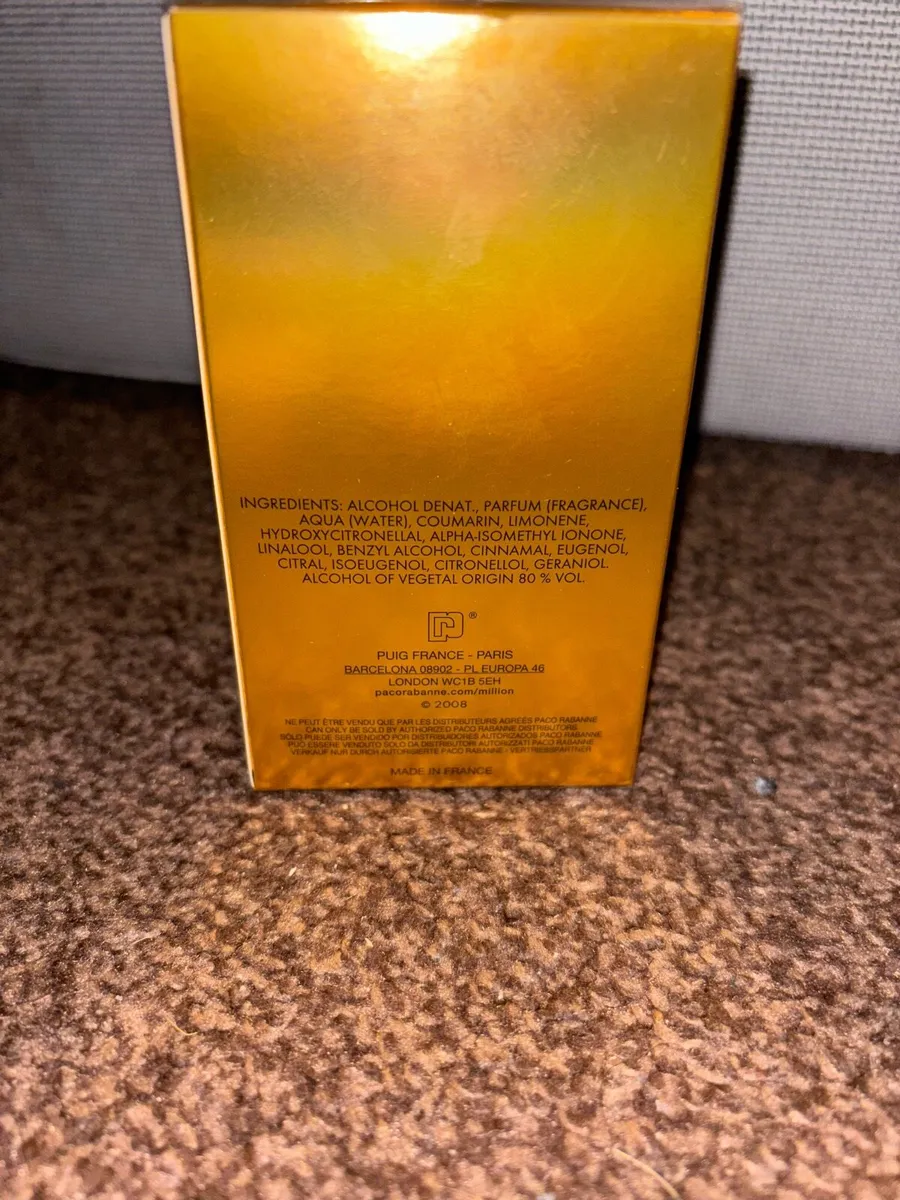 INGREDIENTS: ALCOHOL DENAT., PARFUM (FRAGRANCE),
AQUA (WATER), COUMARIN, LIMONENE,
HYDROXYCITRONELLAL, ALPHA-ISOMETHYL IONONE,
LINALOOL, BENZYL ALCOHOL, CINNAMAL, EUGENOL,
CITRAL, ISOEUGENOL, CITRONELLOL, GERANIOL.
ALCOHOL OF VEGETAL ORIGIN 80 % VOL.
®
PUIG FRANCE - PARIS
BARCELONA 08902 - PL EUROPA 46
LONDON WC1B 5EH
pacorabanne.com/million
© 2008
NE PEUT ÊTRE VENDU QUE PAR LES DISTRIBUTEURS AGREÉS PACO RABANNE
CAN ONLY BE SOLD BY AUTHORIZED PACO RABANNE DISTRIBUTORS
SÓLO PUEDE SER VENDIDO POR DISTRIBUIDORES AUTORIZADOS PACO RABANNE
PUÒ ESSERE VENDUTO SOLO DA DISTRIBUTORI AUTORIZZATI PACO RABANNE
VERKAUF NUR DURCH AUTORISIERTE PACO RABANNE - VERTRIEBSPARTNER
MADE IN FRANCE